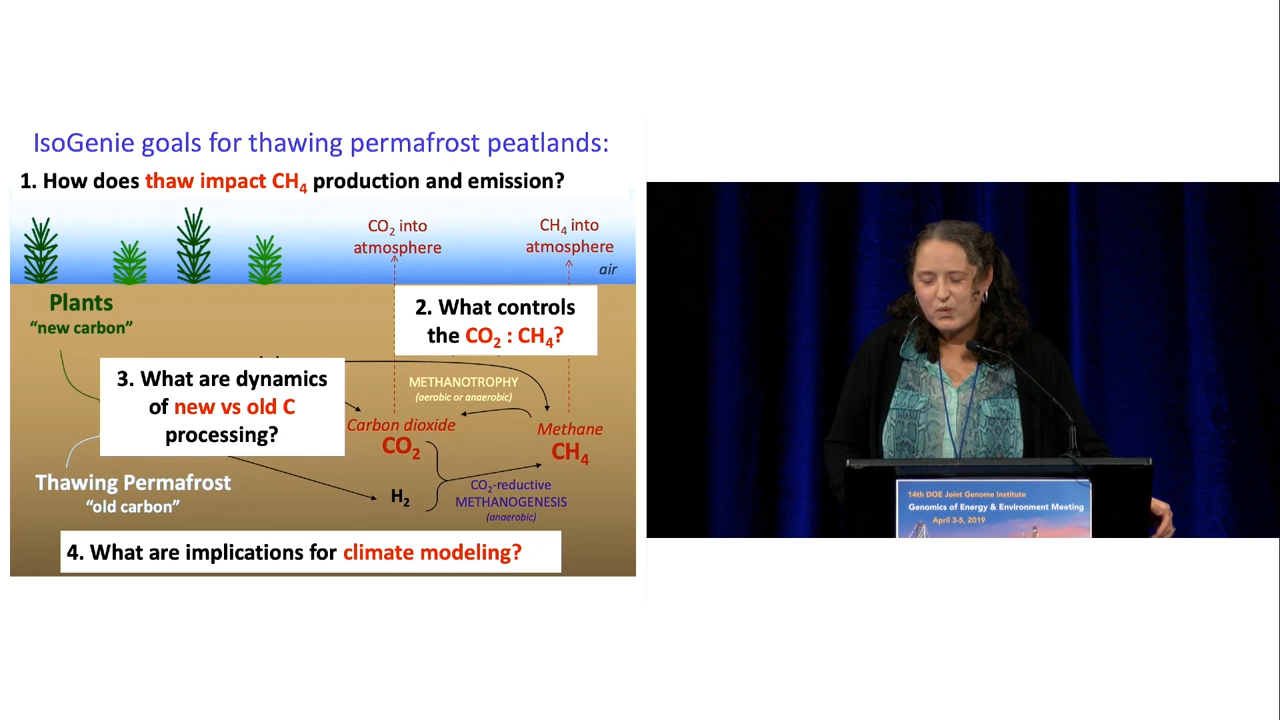 IsoGenie goals for thawing permafrost peatlands:
1. How does thaw impact CH4 production and emission?
CO2 into
atmosphere
CH4 into
atmosphere
air
Plants
“new carbon”
2. What controls
the CO2 : CH4?
3. What are dynamics
of new vs old C
processing?
METHANOTROPHY
(aerobic or anaerobic)
Carbon dioxide
CO2
Methane
CH4
Thawing Permafrost
“old carbon”
H2
CO2-reductive
METHANOGENESIS
(anaerobic)
4. What are implications for climate modeling?
14th DOE Joint Genome Institute
Genomics of Energy & Environment Meeting
April 3-5, 2019